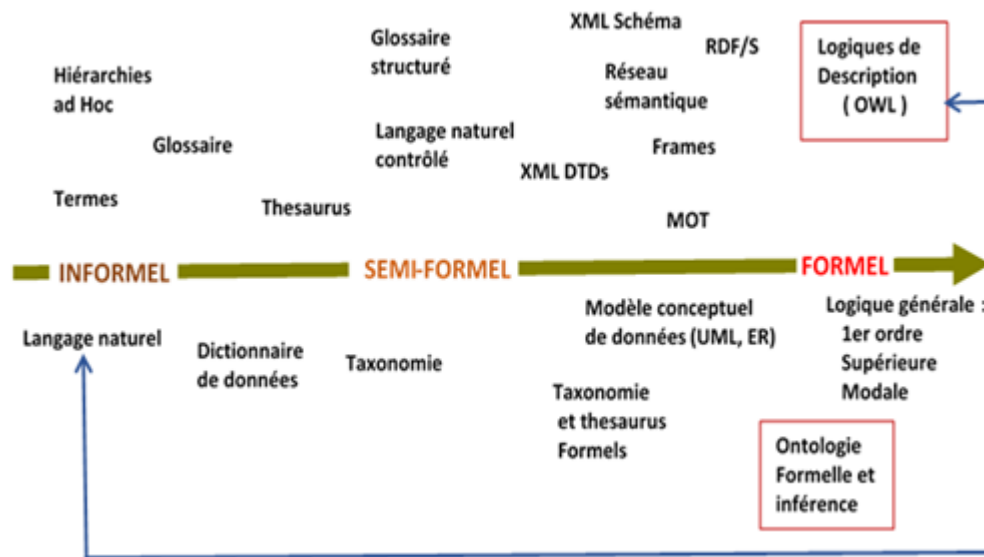 XML Schéma
RDF/S
Glossaire
structuré
Logiques de
Description
( OWL )
Hiérarchies
ad Hoc
Réseau
sémantique
Glossaire
Langage naturel
contrôlé
Frames
XML DTDs
Termes
Thesaurus
MOT
INFORMEL
SEMI-FORMEL
FORMEL
Langage naturel
Dictionnaire
de données
Taxonomie
Modèle conceptuel
de données (UML, ER)
Logique générale :
1er ordre
Supérieure
Modale
Taxonomie
et thesaurus
Formels
Ontologie
Formelle et
inférence